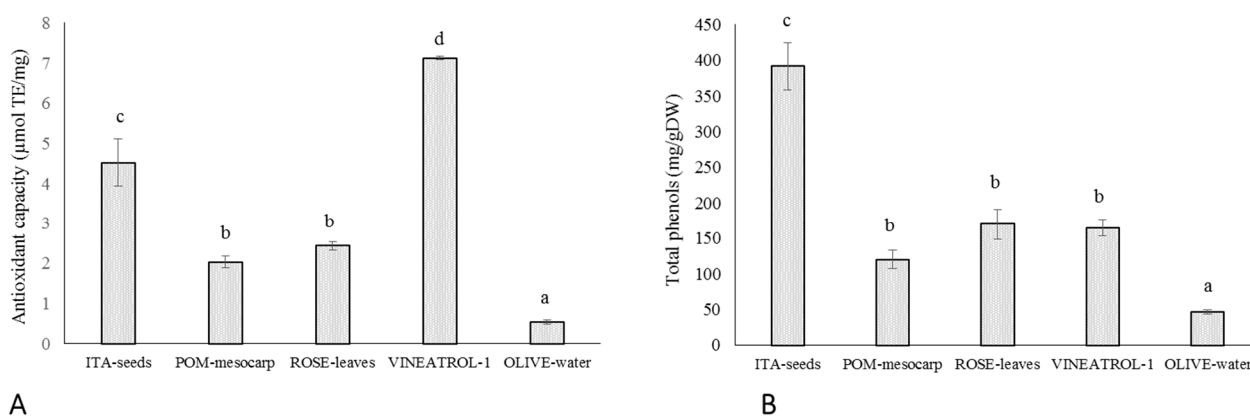 Antioxidant capacity (µmol TE/mg)
8
7
6
5
4
3
2
1
0
c
b
b
d
a
ITA-seeds POM-mesocarp ROSE-leaves VINEATROL-1 OLIVE-water
A
Total phenols (mg/gDW)
450
400
350
300
250
200
150
100
50
0
c
b
b
b
a
ITA-seeds POM-mesocarp ROSE-leaves VINEATROL-1 OLIVE-water
B